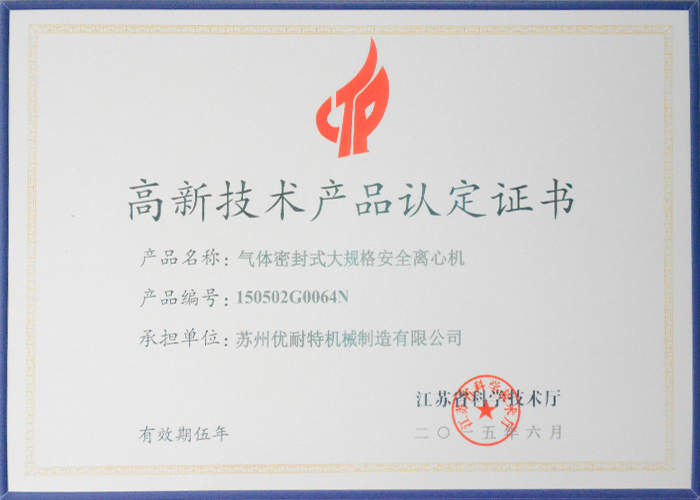 高新技术产品认定证书
产品名称：气体密封式大规格安全离心机
产品编号：150502G0064N
承担单位：苏州优耐特机械制造有限公司
江苏省科学技术厅
有效期伍年
二〇一五年六月